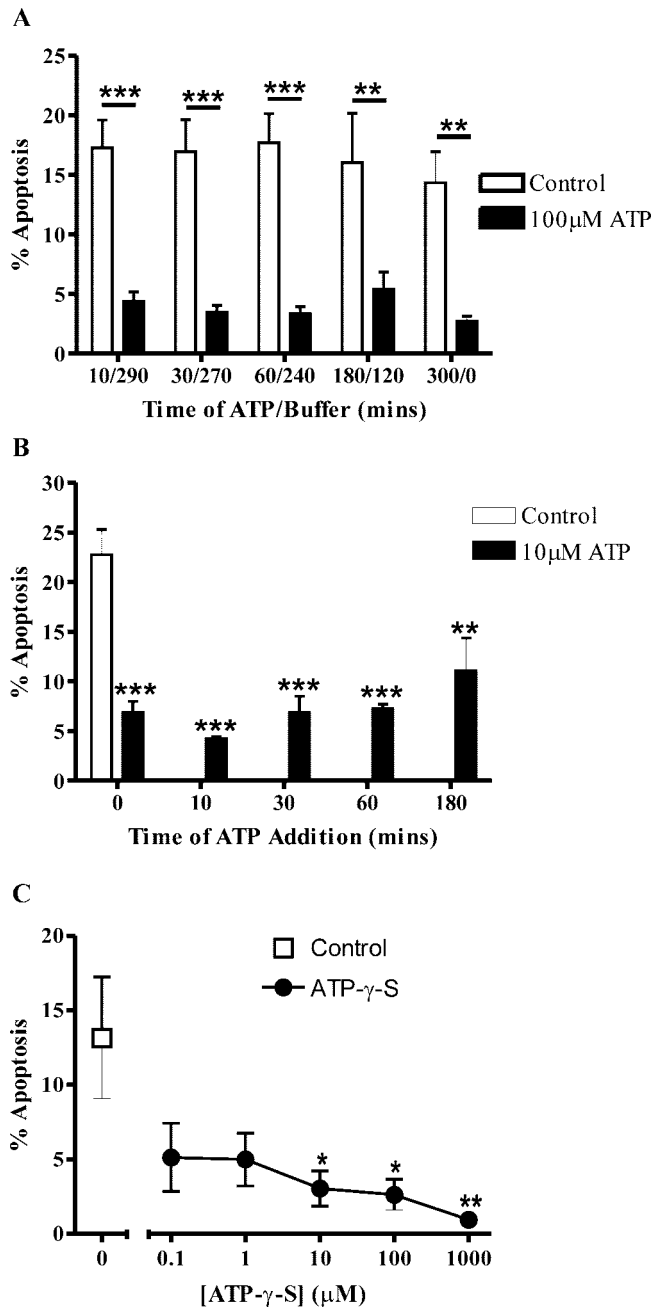 A
25
20
15
10
5
0
% Apoptosis
*** *** *** ** **
Control
100μM ATP
10/290 30/270 60/240 180/120 300/0
Time of ATP/Buffer (mins)
B
30
25
20
15
10
5
0
% Apoptosis
Control
10μM ATP
*** *** *** *** **
0 10 30 60 180
Time of ATP Addition (mins)
C
20
15
10
5
0
% Apoptosis
Control
ATP-γ-S
* * **
0 0.1 1 10 100 1000
[ATP-γ-S] (μM)